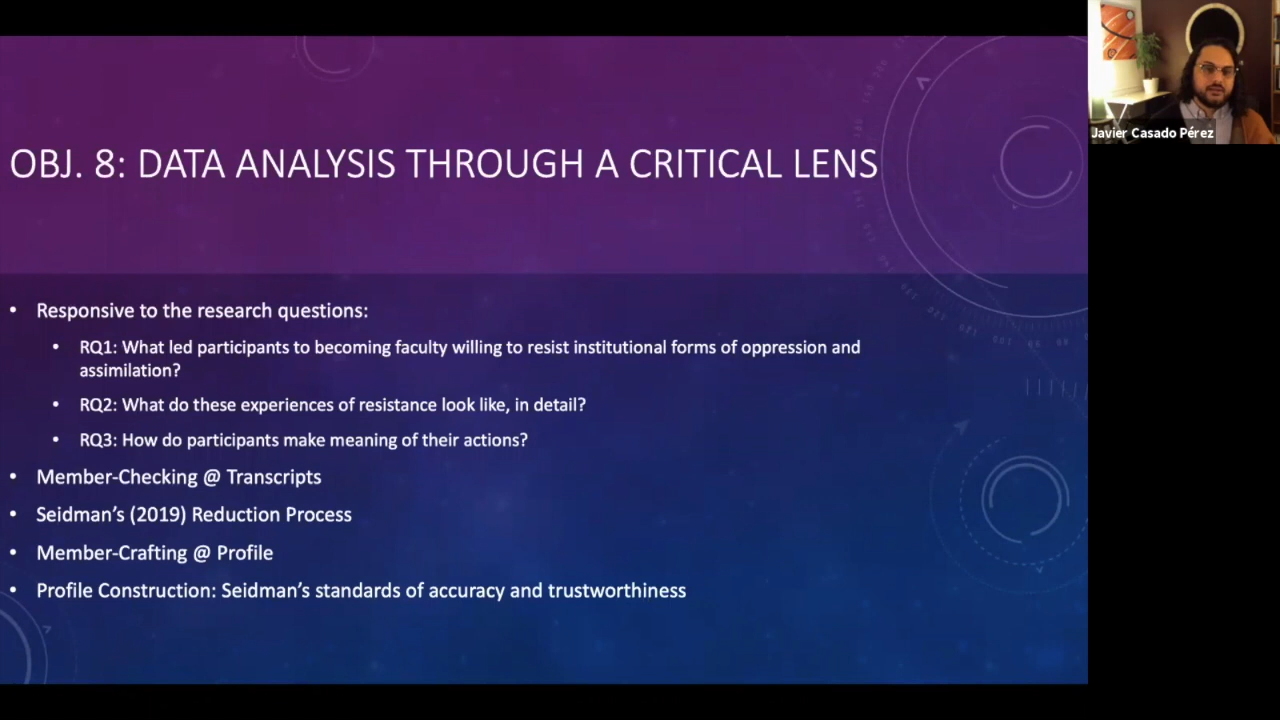 OBJ. 8: DATA ANALYSIS THROUGH A CRITICAL LENS
• Responsive to the research questions:
• RQ1: What led participants to becoming faculty willing to resist institutional forms of oppression and
assimilation?
• RQ2: What do these experiences of resistance look like, in detail?
• RQ3: How do participants make meaning of their actions?
• Member-Checking @ Transcripts
• Seidman’s (2019) Reduction Process
• Member-Crafting @ Profile
• Profile Construction: Seidman’s standards of accuracy and trustworthiness
Javier Casado Pérez